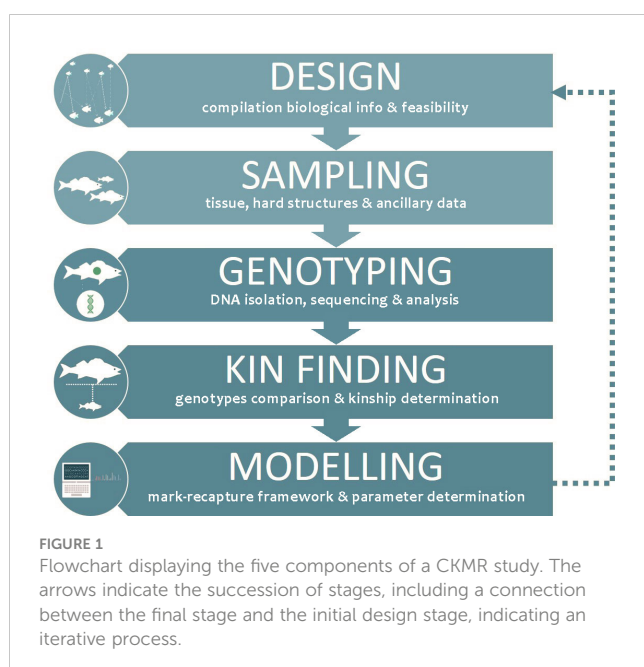 DESIGN
compilation biological info & feasibility
SAMPLING
tissue, hard structures & ancillary data
GENOTYPING
DNA isolation, sequencing & analysis
KIN FINDING
genotypes comparison & kinship determination
MODELLING
mark-recapture framework & parameter determination
FIGURE 1
Flowchart displaying the five components of a CKMR study. The
arrows indicate the succession of stages, including a connection
between the final stage and the initial design stage, indicating an
iterative process.